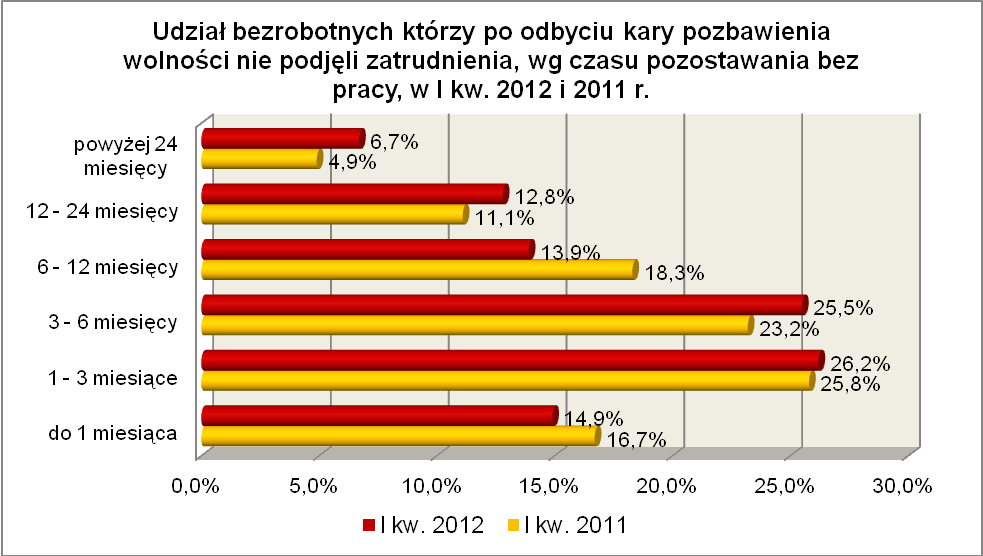 Udział bezrobotnych którzy po odbyciu kary pozbawienia
wolności nie podjęli zatrudnienia, wg czasu pozostawania bez
pracy, w I kw. 2012 i 2011 r.
powyżej 24
miesięcy
6,7%
4,9%
12 - 24 miesięcy
12,8%
11,1%
6 - 12 miesięcy
13,9%
18,3%
3 - 6 miesięcy
25,5%
23,2%
1 - 3 miesiące
26,2%
25,8%
do 1 miesiąca
14,9%
16,7%
0,0% 5,0% 10,0% 15,0% 20,0% 25,0% 30,0%
I kw. 2012 I kw. 2011